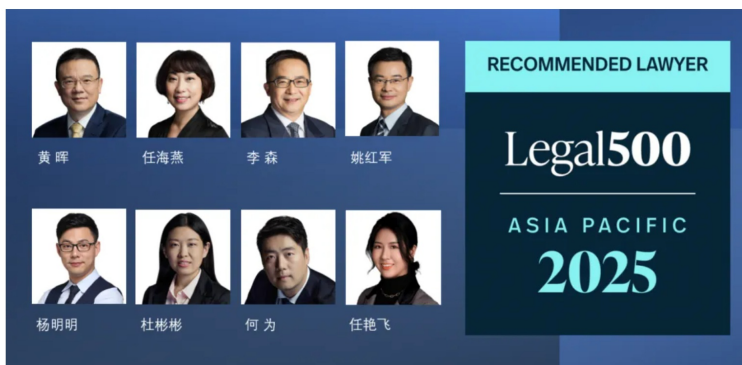 黄 晖
任海燕
李 森
姚红军
杨明明
杜彬彬
何 为
任艳飞
RECOMMENDED LAWYER
Legal500
ASIA PACIFIC
2025